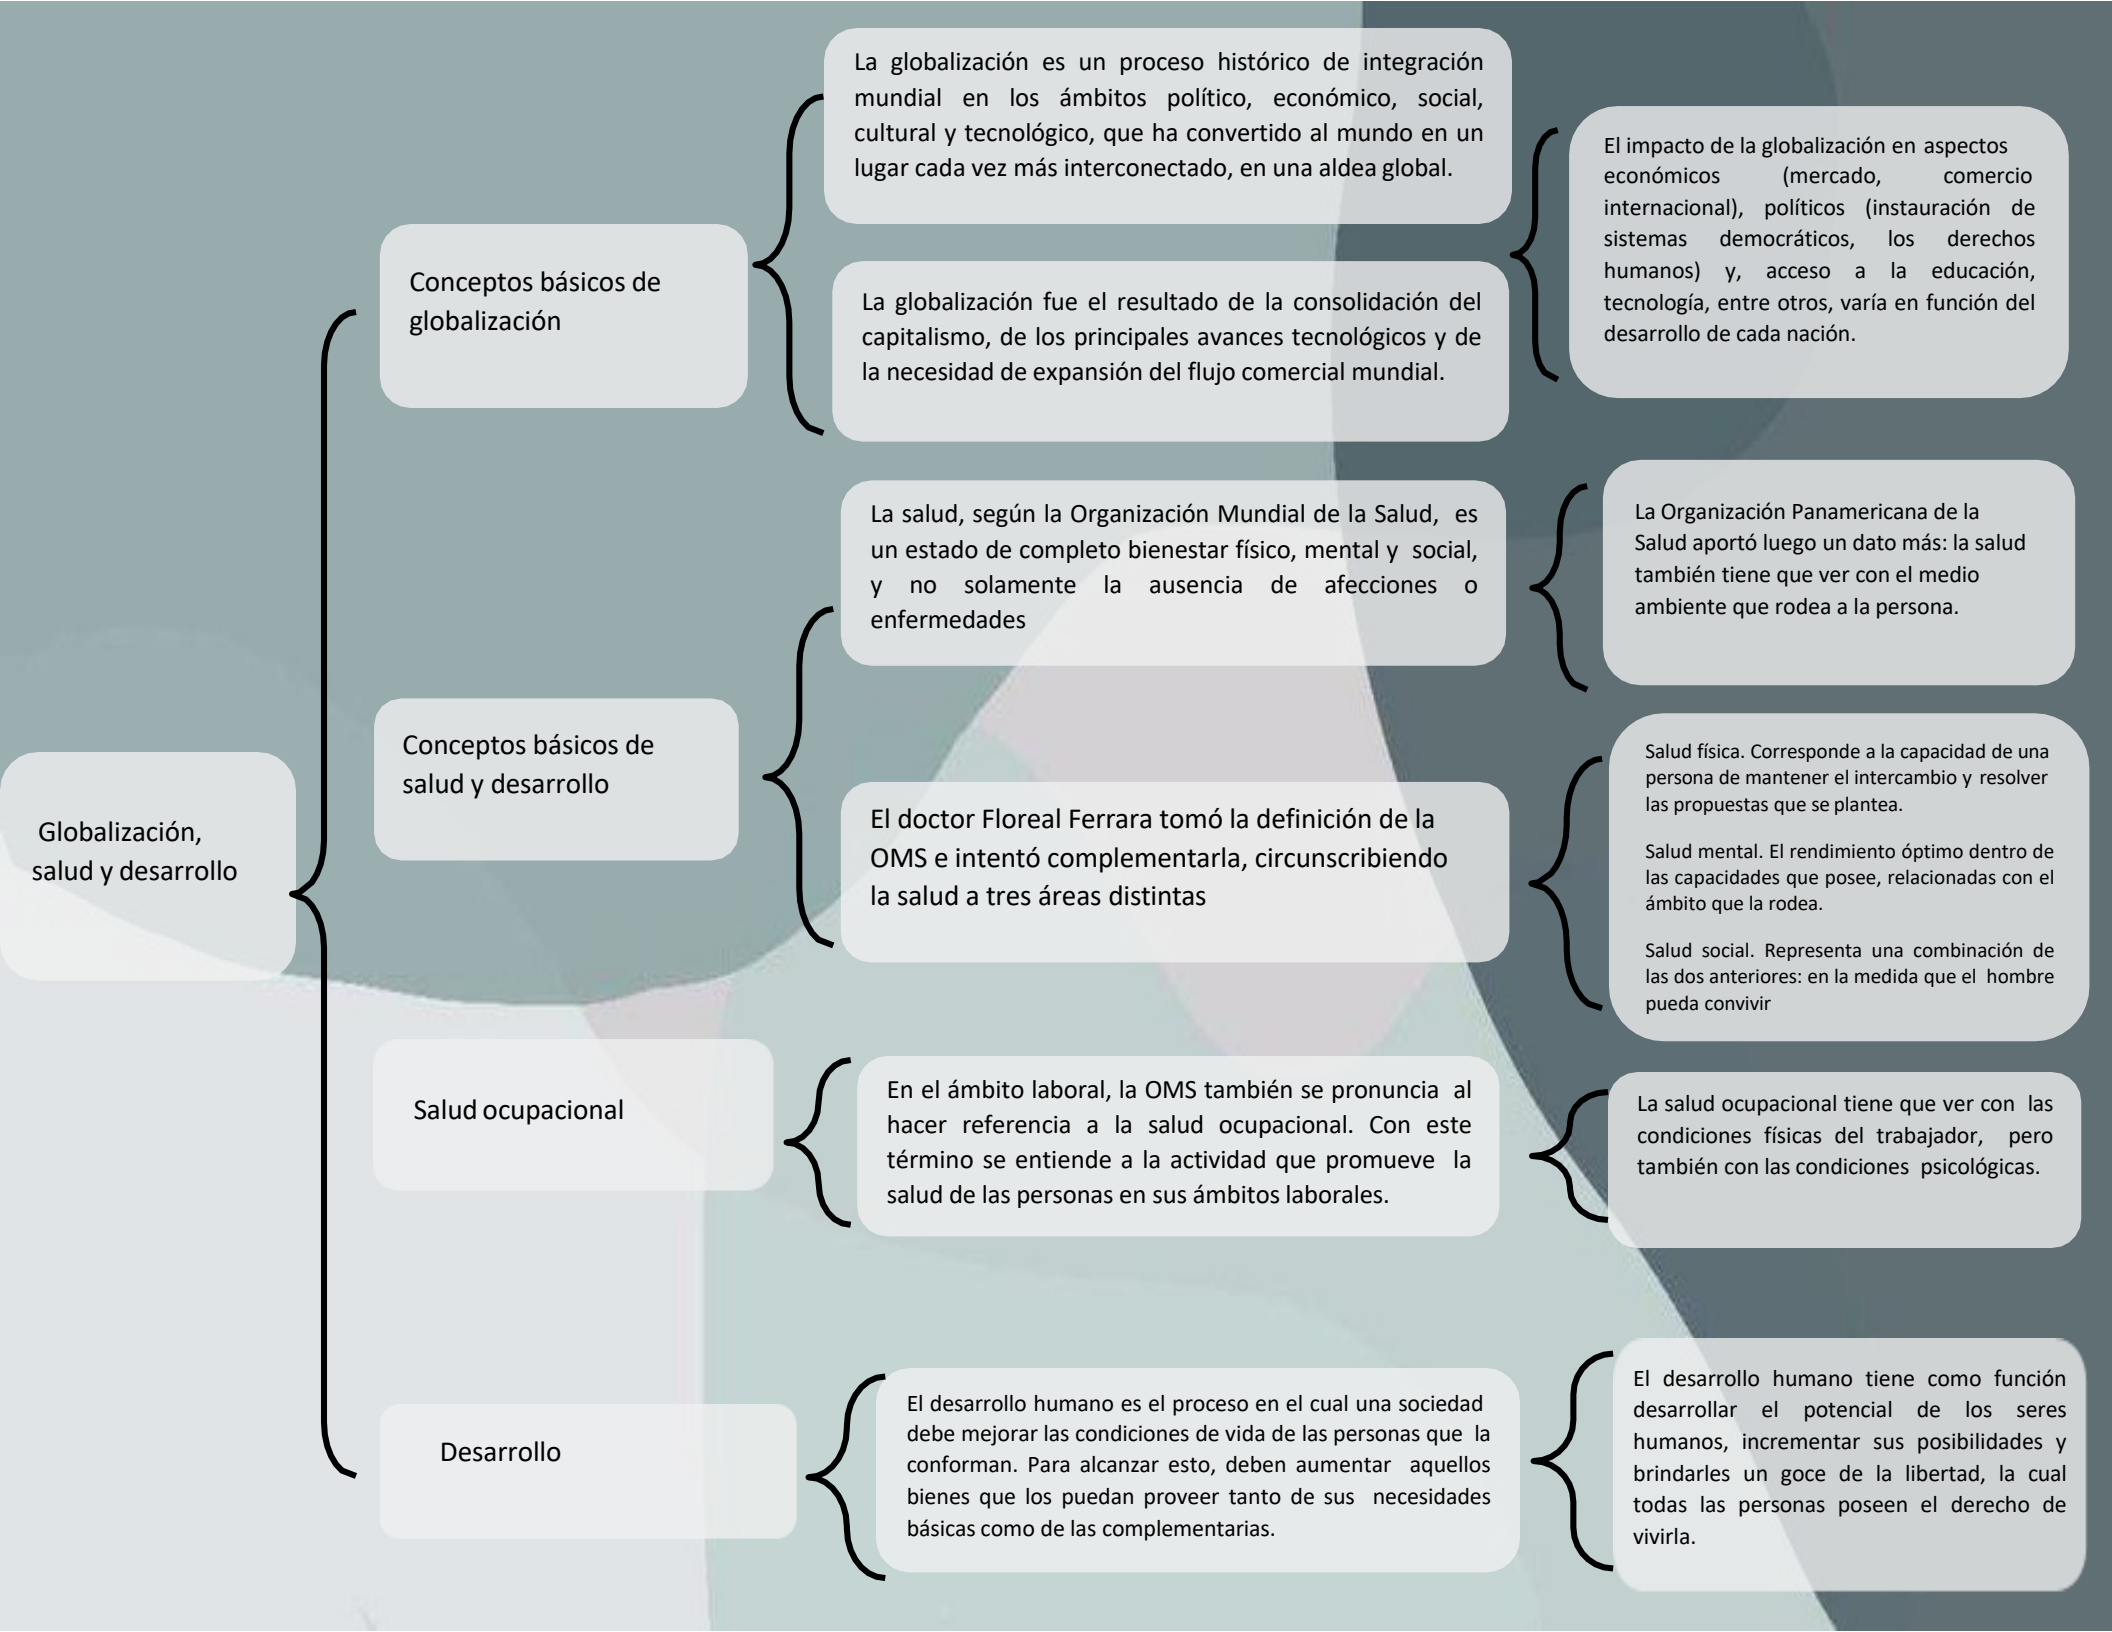 Globalización,
salud y desarrollo
Conceptos básicos de
globalización
La globalización es un proceso histórico de integración
mundial en los ámbitos político, económico, social,
cultural y tecnológico, que ha convertido al mundo en un
lugar cada vez más interconectado, en una aldea global.
La globalización fue el resultado de la consolidación del
capitalismo, de los principales avances tecnológicos y de
la necesidad de expansión del flujo comercial mundial.
El impacto de la globalización en aspectos
económicos (mercado, comercio
internacional), políticos (instauración de
sistemas democráticos, los derechos
humanos) y, acceso a la educación,
tecnología, entre otros, varía en función del
desarrollo de cada nación.
Conceptos básicos de
salud y desarrollo
La salud, según la Organización Mundial de la Salud, es
un estado de completo bienestar físico, mental y social,
y no solamente la ausencia de afecciones o
enfermedades
La Organización Panamericana de la
Salud aportó luego un dato más: la salud
también tiene que ver con el medio
ambiente que rodea a la persona.
El doctor Floreal Ferrara tomó la definición de la
OMS e intentó complementarla, circunscribiendo
la salud a tres áreas distintas
Salud física. Corresponde a la capacidad de una
persona de mantener el intercambio y resolver
las propuestas que se plantea.
Salud mental. El rendimiento óptimo dentro de
las capacidades que posee, relacionadas con el
ámbito que la rodea.
Salud social. Representa una combinación de
las dos anteriores: en la medida que el hombre
pueda convivir
Salud ocupacional
En el ámbito laboral, la OMS también se pronuncia al
hacer referencia a la salud ocupacional. Con este
término se entiende a la actividad que promueve la
salud de las personas en sus ámbitos laborales.
La salud ocupacional tiene que ver con las
condiciones físicas del trabajador, pero
también con las condiciones psicológicas.
Desarrollo
El desarrollo humano es el proceso en el cual una sociedad
debe mejorar las condiciones de vida de las personas que la
conforman. Para alcanzar esto, deben aumentar aquellos
bienes que los puedan proveer tanto de sus necesidades
básicas como de las complementarias.
El desarrollo humano tiene como función
desarrollar el potencial de los seres
humanos, incrementar sus posibilidades y
brindarles un goce de la libertad, la cual
todas las personas poseen el derecho de
vivirla.